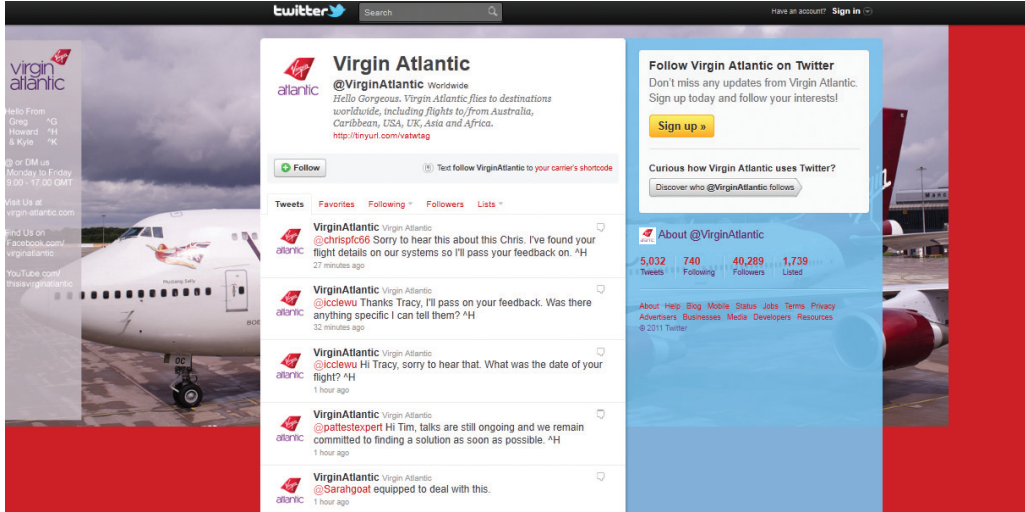 twitter
Search
Have an account? Sign in
virgin
atlantic
Hello From
Greg ^G
Howard ^H
& Kyle ^K
@ or DM us
Monday to Friday
9.00 - 17.00 GMT
Visit Us at
virgin-atlantic.com
Find Us on
Facebook.com/
virginatlantic
YouTube.com/
thisisvirginatlantic
atlantic
Virgin Atlantic
@VirginAtlantic Worldwide
Hello Gorgeous. Virgin Atlantic flies to destinations
worldwide, including flights to/from Australia,
Caribbean, USA, UK, Asia and Africa.
http://tinyurl.com/vatwtag
Follow
Text follow VirginAtlantic to your carrier's shortcode
Tweets Favorites Following Followers Lists
VirginAtlantic Virgin Atlantic
@chrispfc66 Sorry to hear this about this Chris. I've found your
atlantic flight details on our systems so I'll pass your feedback on. ^H
27 minutes ago
VirginAtlantic Virgin Atlantic
@icclewu Thanks Tracy, I'll pass on your feedback. Was there
atlantic anything specific I can tell them? ^H
32 minutes ago
VirginAtlantic Virgin Atlantic
@icclewu Hi Tracy, sorry to hear that. What was the date of your
atlantic flight? ^H
1 hour ago
VirginAtlantic Virgin Atlantic
@pattestexpert Hi Tim, talks are still ongoing and we remain
atlantic committed to finding a solution as soon as possible. ^H
1 hour ago
VirginAtlantic Virgin Atlantic
@Sarahgoat equipped to deal with this.
atlantic 1 hour ago
Follow Virgin Atlantic on Twitter
Don't miss any updates from Virgin Atlantic.
Sign up today and follow your interests!
Sign up »
Curious how Virgin Atlantic uses Twitter?
Discover who @VirginAtlantic follows
About @VirginAtlantic
5,032 740 40,289 1,739
Tweets Following Followers Listed
About Help Blog Mobile Status Jobs Terms Privacy
Advertisers Businesses Media Developers Resources
© 2011 Twitter